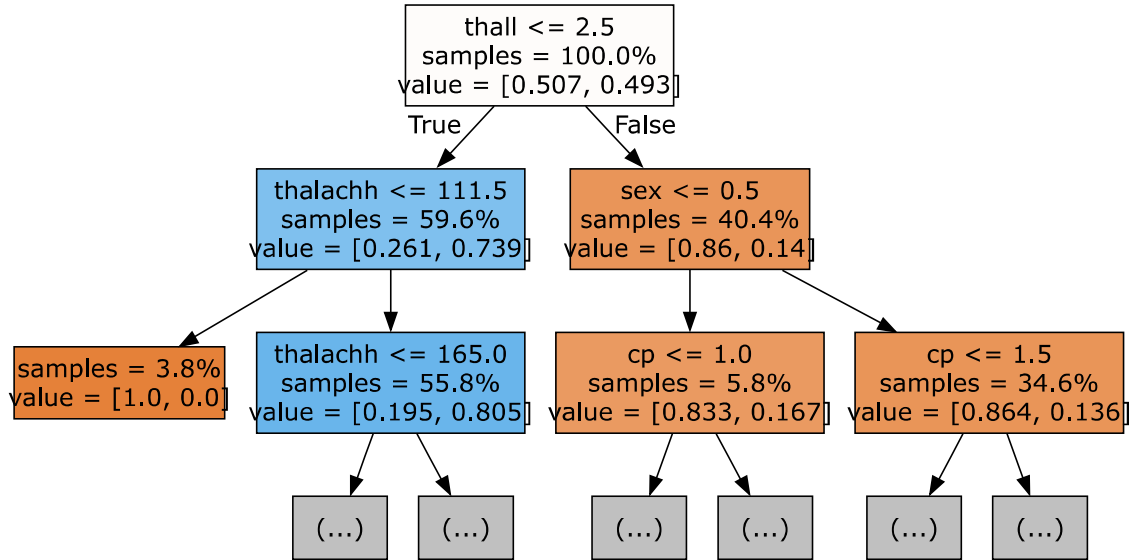 thall <= 2.5
samples = 100.0%
value = [0.507, 0.493]
True
False
thalachh <= 111.5
samples = 59.6%
value = [0.261, 0.739]
sex <= 0.5
samples = 40.4%
value = [0.86, 0.14]
samples = 3.8%
value = [1.0, 0.0]
thalachh <= 165.0
samples = 55.8%
value = [0.195, 0.805]
cp <= 1.0
samples = 5.8%
value = [0.833, 0.167]
cp <= 1.5
samples = 34.6%
value = [0.864, 0.136]
(...)
(...)
(...)
(...)
(...)
(...)